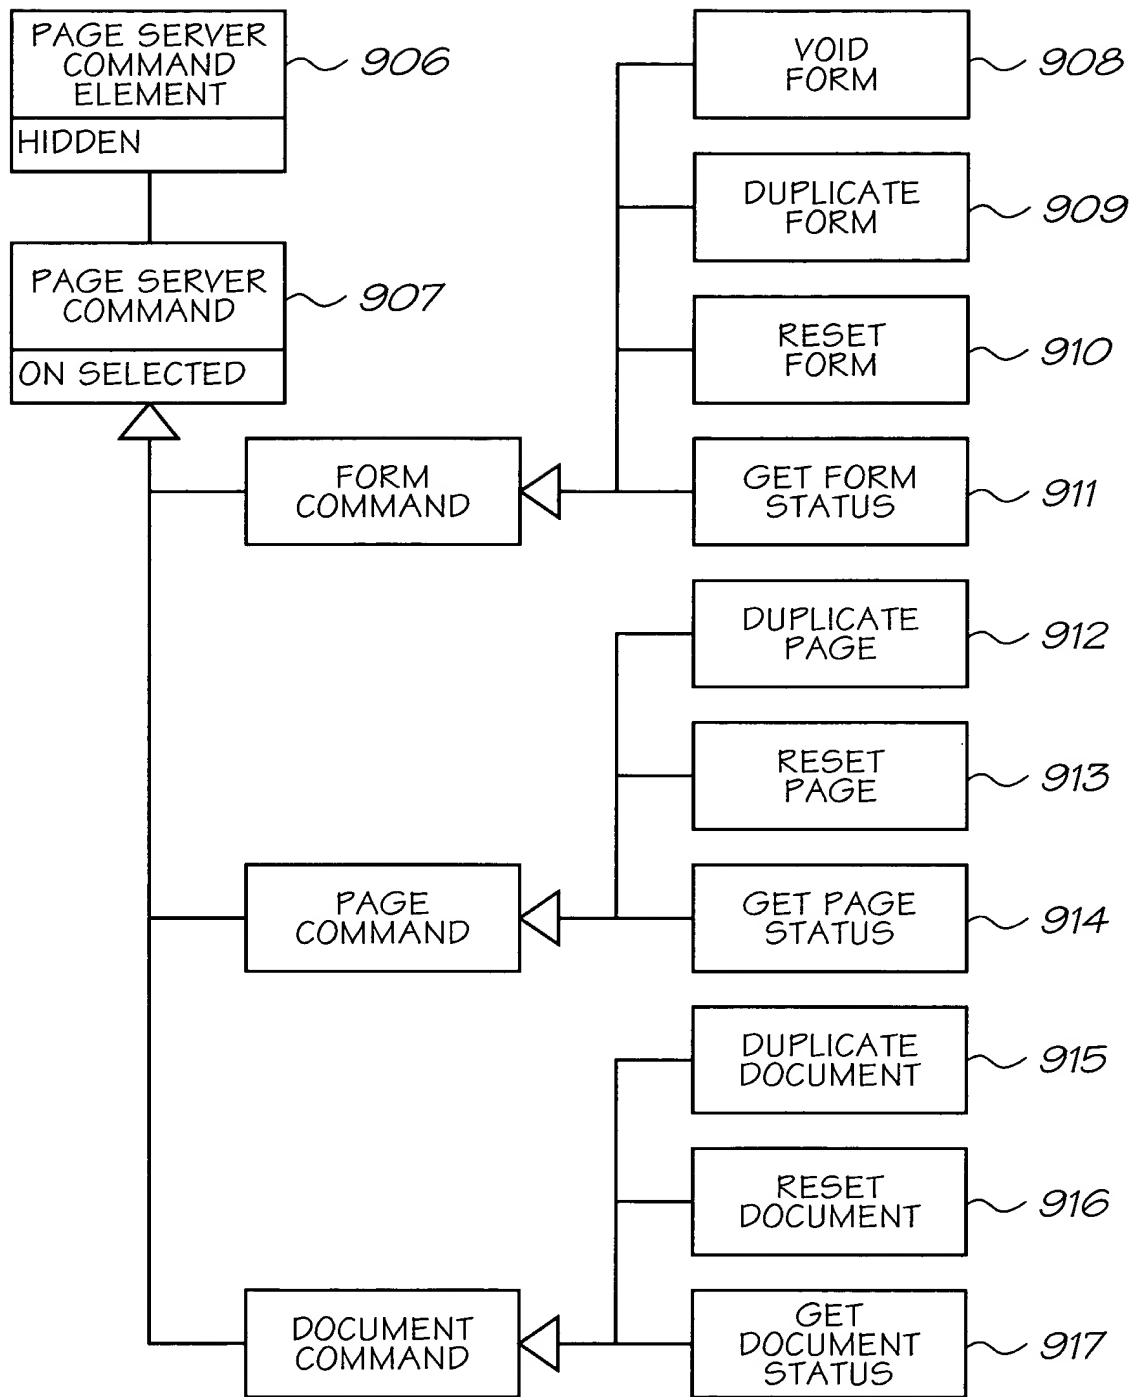 PAGE SERVER
COMMAND
ELEMENT
906
HIDDEN
PAGE SERVER
COMMAND
907
ON SELECTED
VOID
FORM
908
DUPLICATE
FORM
909
RESET
FORM
910
FORM
COMMAND
GET FORM
STATUS
911
DUPLICATE
PAGE
912
RESET
PAGE
913
PAGE
COMMAND
GET PAGE
STATUS
914
DUPLICATE
DOCUMENT
915
RESET
DOCUMENT
916
DOCUMENT
COMMAND
GET
DOCUMENT
STATUS
917